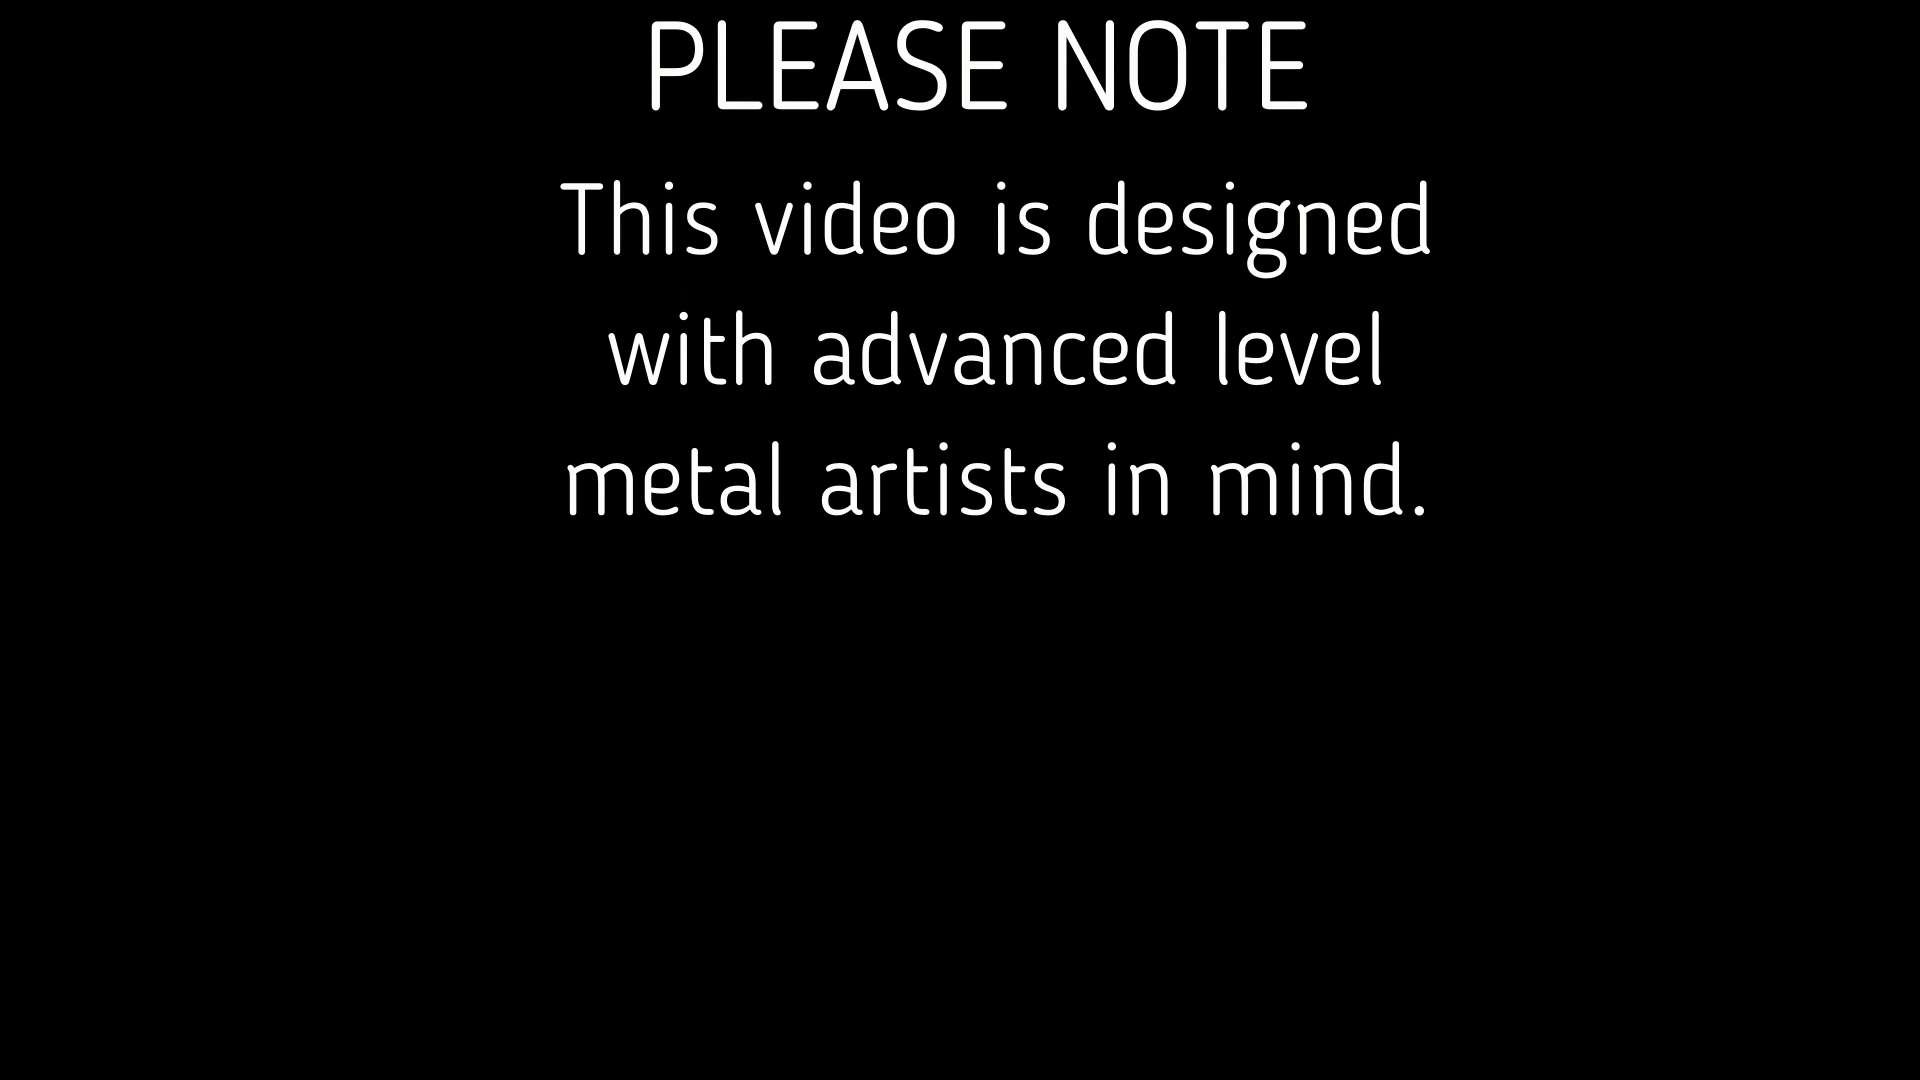 PLEASE NOTE
This video is designed
with advanced level
metal artists in mind.